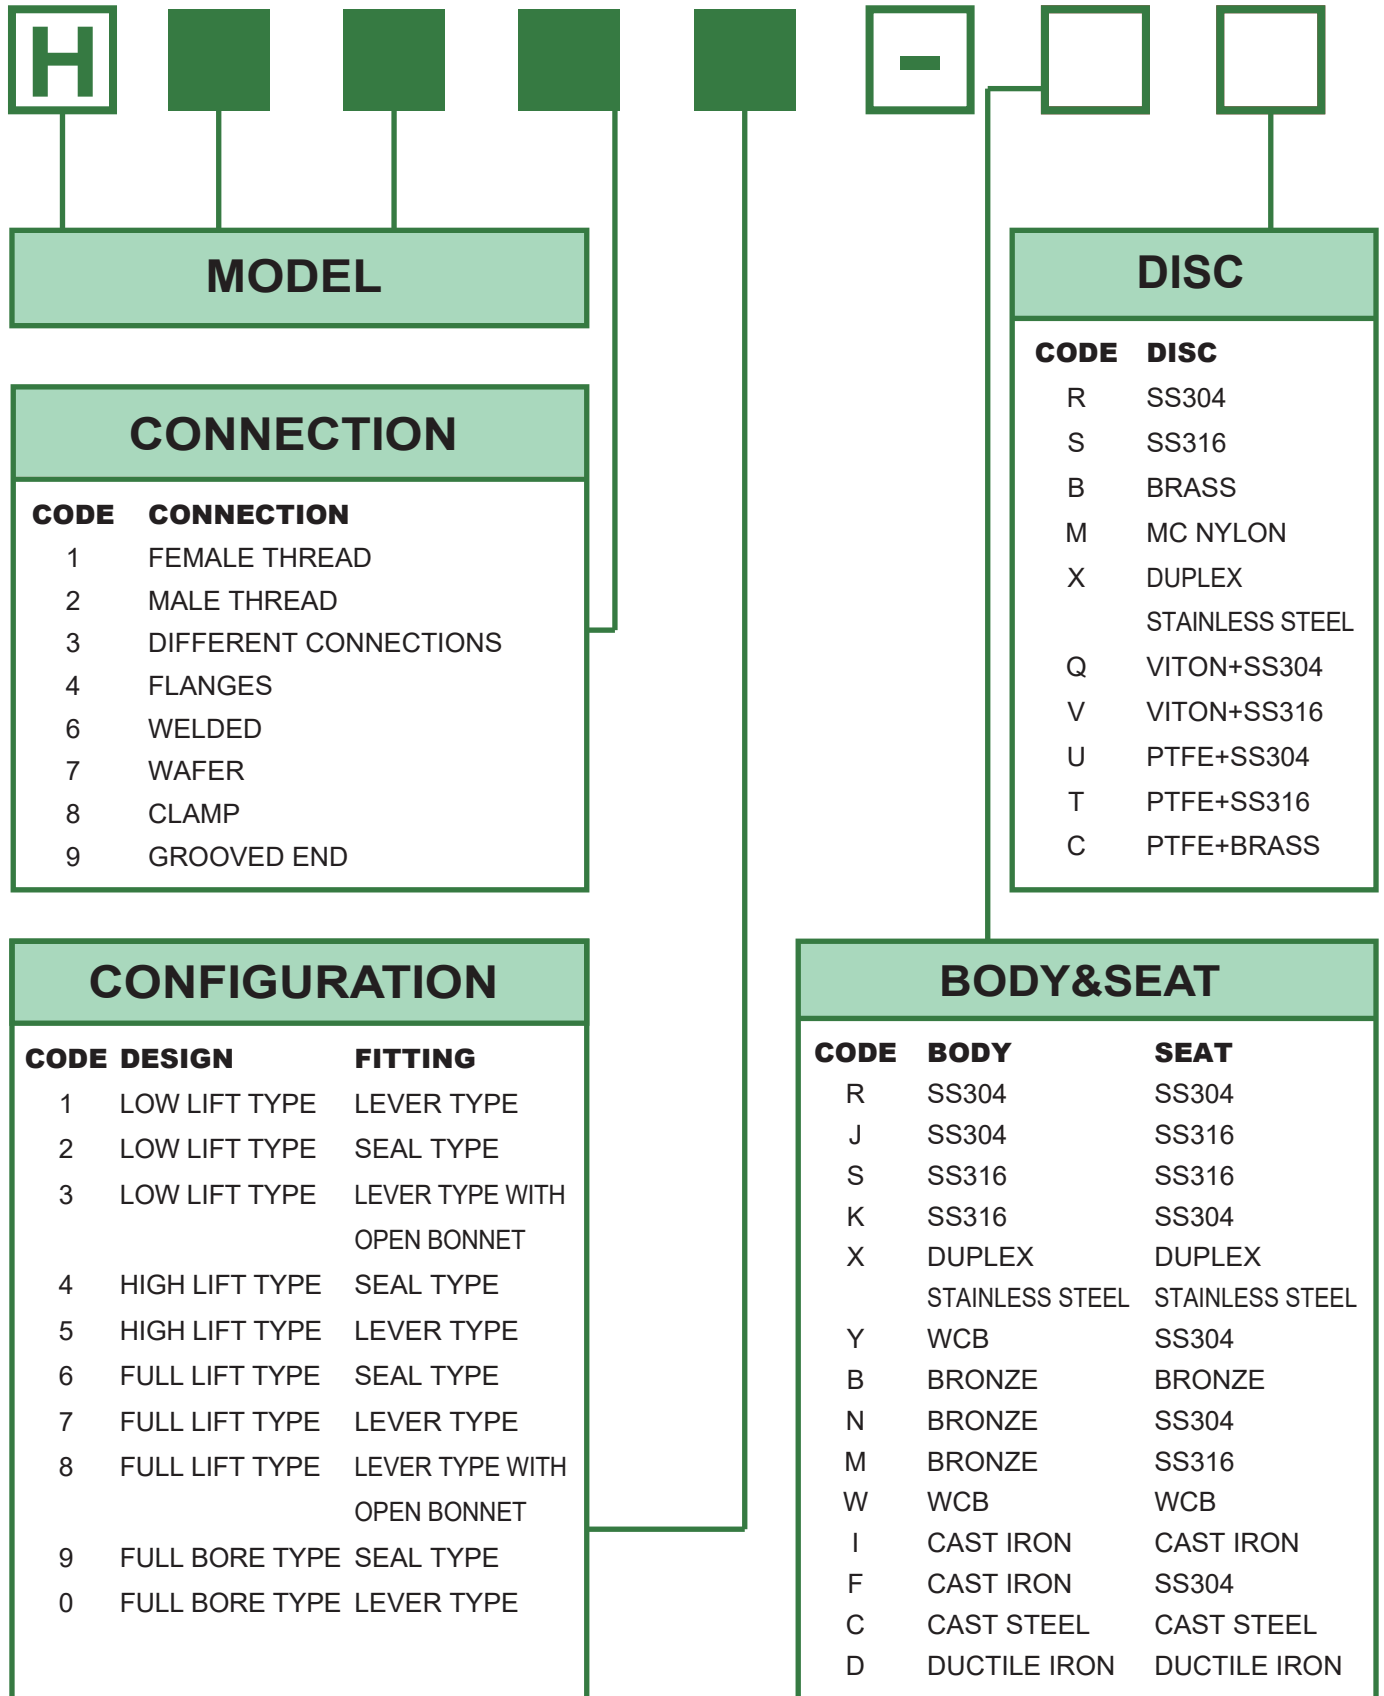 H -
MODEL
CONNECTION
CODE CONNECTION
1 FEMALE THREAD
2 MALE THREAD
3 DIFFERENT CONNECTIONS
4 FLANGES
6 WELDED
7 WAFER
8 CLAMP
9 GROOVED END
CONFIGURATION
CODE DESIGN FITTING
1 LOW LIFT TYPE LEVER TYPE
2 LOW LIFT TYPE SEAL TYPE
3 LOW LIFT TYPE LEVER TYPE WITH
OPEN BONNET
4 HIGH LIFT TYPE SEAL TYPE
5 HIGH LIFT TYPE LEVER TYPE
6 FULL LIFT TYPE SEAL TYPE
7 FULL LIFT TYPE LEVER TYPE
8 FULL LIFT TYPE LEVER TYPE WITH
OPEN BONNET
9 FULL BORE TYPE SEAL TYPE
0 FULL BORE TYPE LEVER TYPE
DISC
CODE DISC
R SS304
S SS316
B BRASS
M MC NYLON
X DUPLEX
STAINLESS STEEL
Q VITON+SS304
V VITON+SS316
U PTFE+SS304
T PTFE+SS316
C PTFE+BRASS
BODY&SEAT
CODE BODY SEAT
R SS304 SS304
J SS304 SS316
S SS316 SS316
K SS316 SS304
X DUPLEX DUPLEX
STAINLESS STEEL STAINLESS STEEL
Y WCB SS304
B BRONZE BRONZE
N BRONZE SS304
M BRONZE SS316
W WCB WCB
I CAST IRON CAST IRON
F CAST IRON SS304
C CAST STEEL CAST STEEL
D DUCTILE IRON DUCTILE IRON